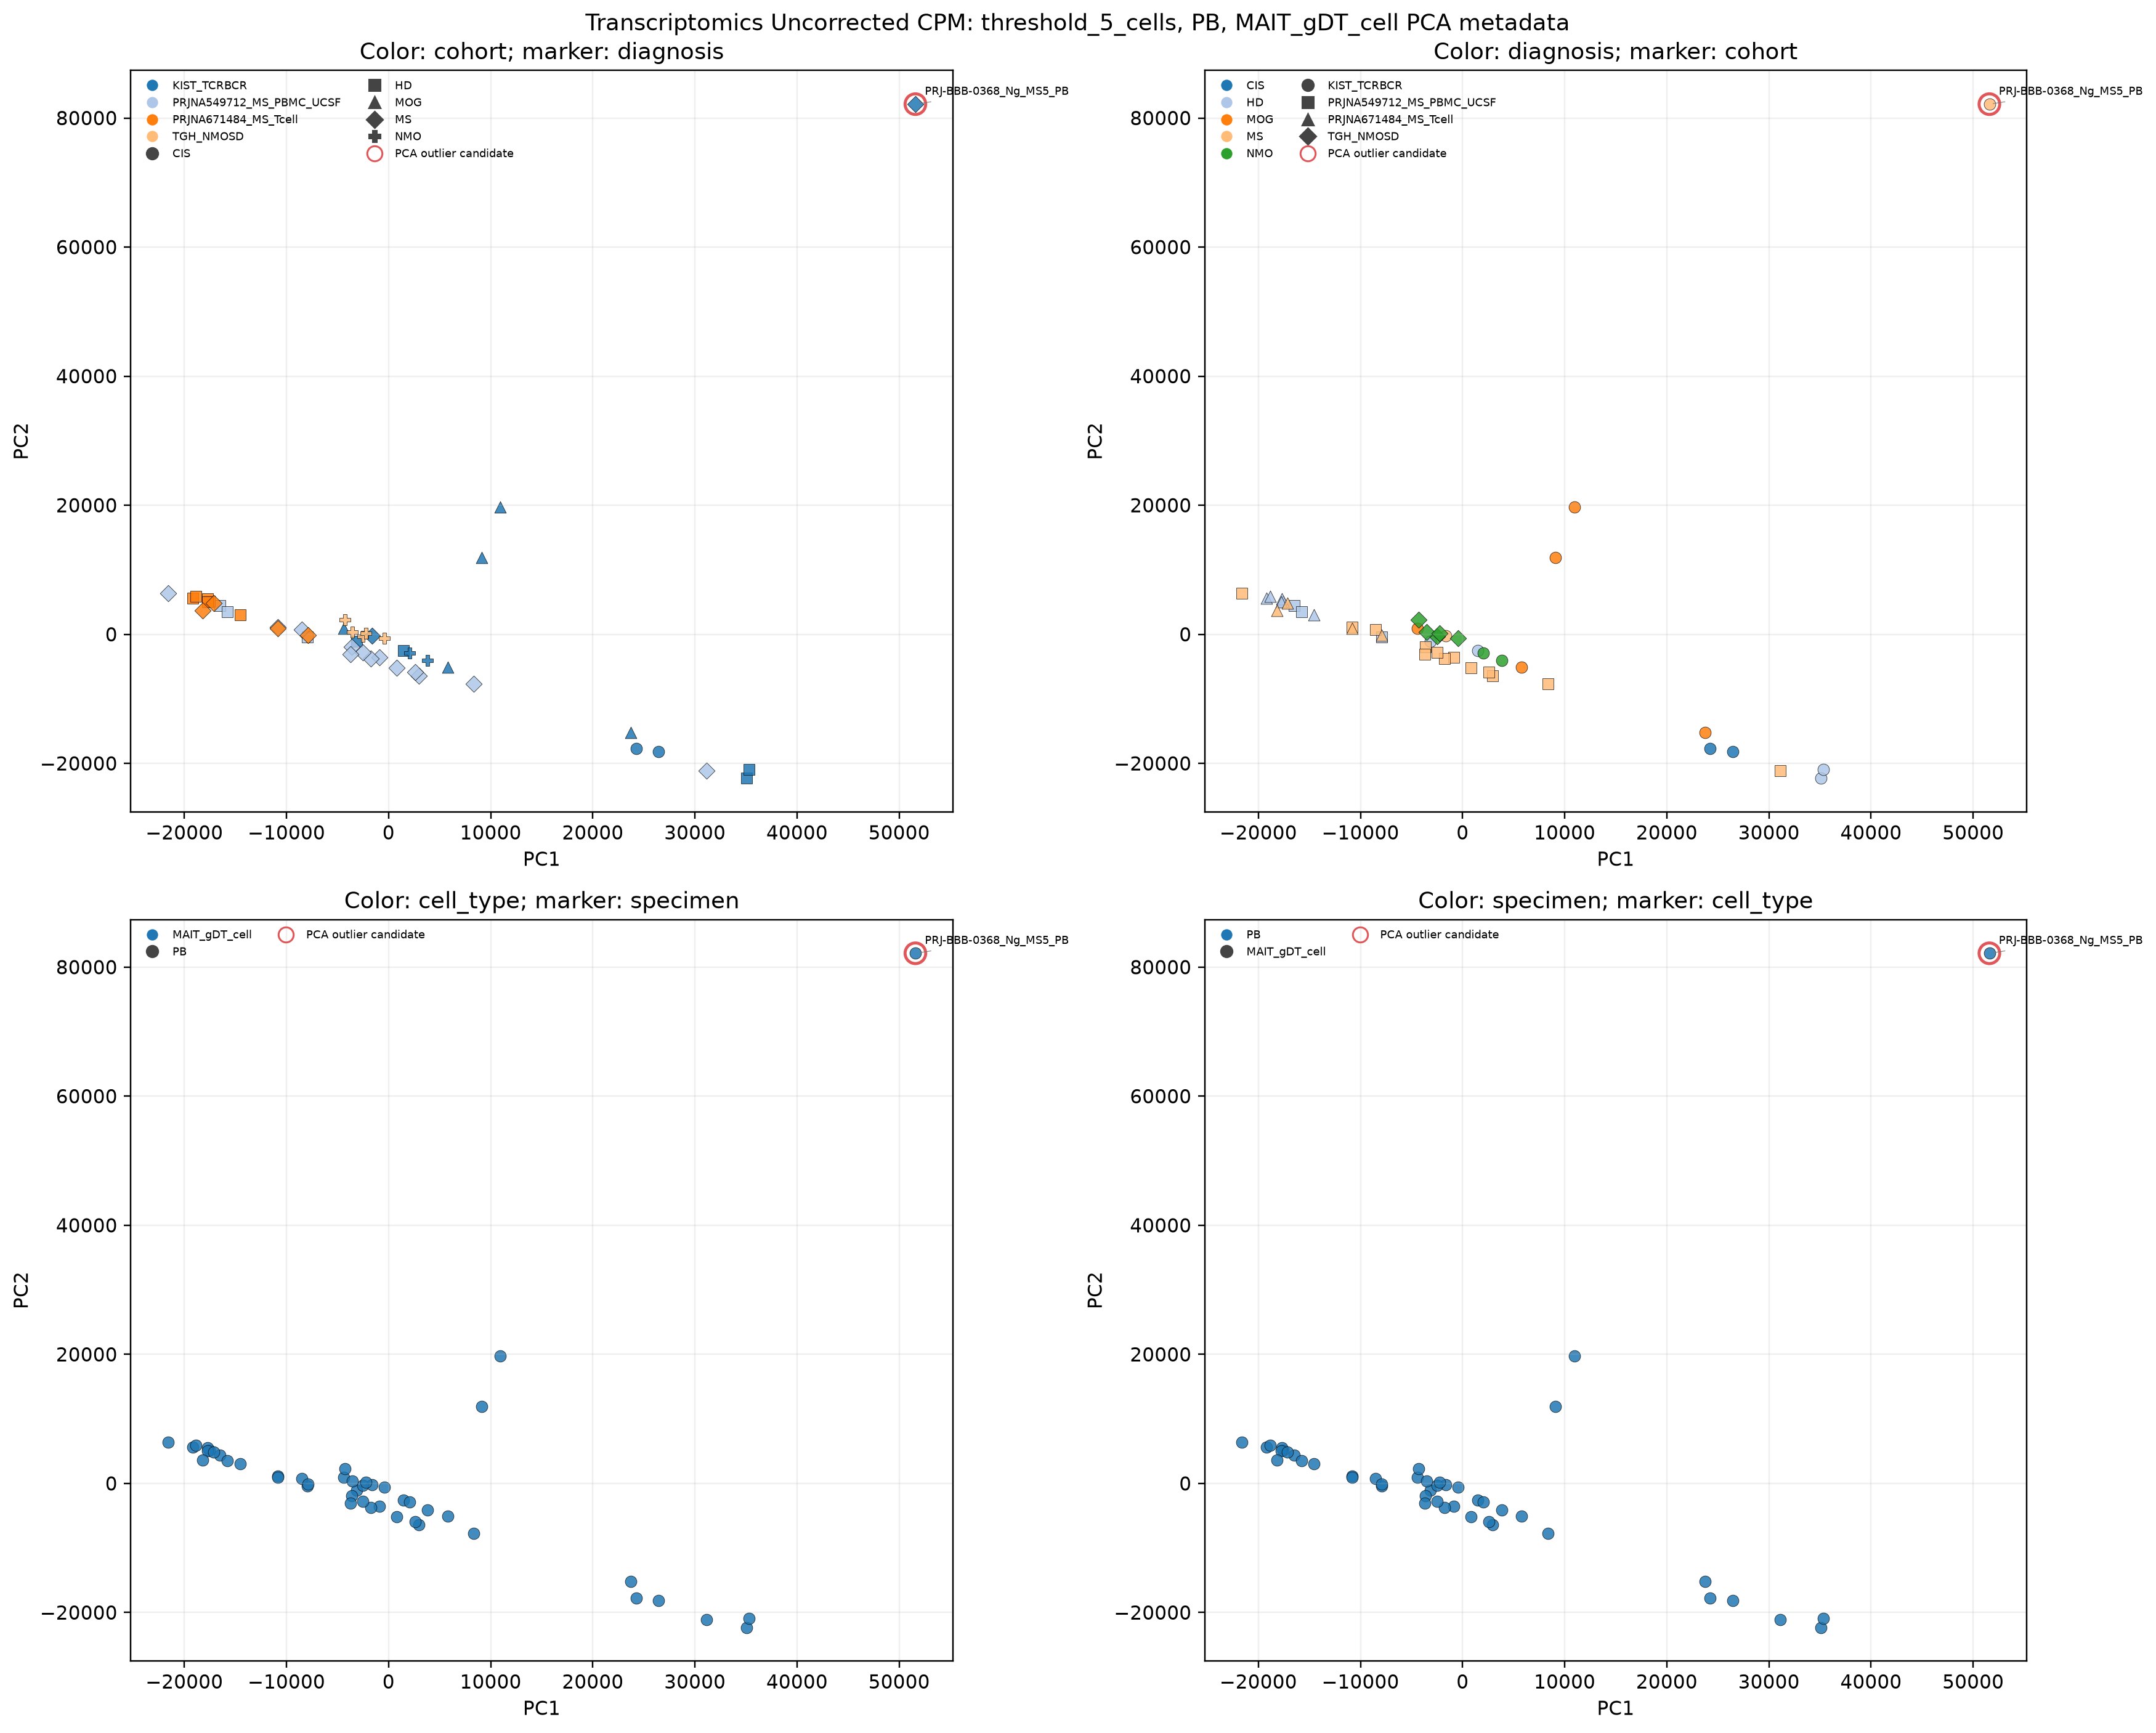 Transcriptomics Uncorrected CPM: threshold_5_cells, PB, MAIT_gDT_cell PCA metadata
Color: cohort; marker: diagnosis
KIST_TCRBCR
PRJNA549712_MS_PBMC_UCSF
PRJNA671484_MS_Tcell
TGH_NMOSD
CIS
HD
MOG
MS
NMO
PCA outlier candidate
PRJ-BBB-0368_Ng_MS5_PB
80000
60000
40000
20000
0
−20000
PC2
−20000 −10000 0 10000 20000 30000 40000 50000
PC1
Color: diagnosis; marker: cohort
CIS
HD
MOG
MS
NMO
KIST_TCRBCR
PRJNA549712_MS_PBMC_UCSF
PRJNA671484_MS_Tcell
TGH_NMOSD
PCA outlier candidate
PRJ-BBB-0368_Ng_MS5_PB
80000
60000
40000
20000
0
−20000
PC2
−20000 −10000 0 10000 20000 30000 40000 50000
PC1
Color: cell_type; marker: specimen
MAIT_gDT_cell
PB
PCA outlier candidate
PRJ-BBB-0368_Ng_MS5_PB
80000
60000
40000
20000
0
−20000
PC2
−20000 −10000 0 10000 20000 30000 40000 50000
PC1
Color: specimen; marker: cell_type
PB
MAIT_gDT_cell
PCA outlier candidate
PRJ-BBB-0368_Ng_MS5_PB
80000
60000
40000
20000
0
−20000
PC2
−20000 −10000 0 10000 20000 30000 40000 50000
PC1